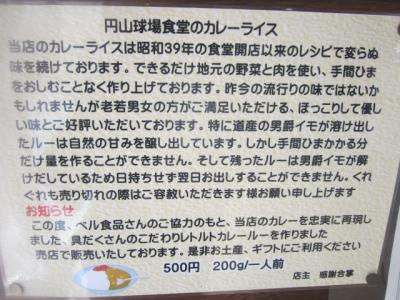 円山球場食堂のカレーライス
当店のカレーライスは昭和39年の食堂開店以来のレシピで変らぬ
味を続けております。できるだけ地元の野菜と肉を使い、手間ひま
をおしむことなく作り上げております。昨今の流行りの味ではないか
もしれませんが老若男女の方がご満足いただける、ほっこりして優し
い味とご好評いただいております。特に道産の男爵イモが溶け出し
たルーは自然の甘みを醸し出しています。しかし手間ひまかかる分
だけ量を作ることができません。そして残ったルーは男爵イモが解
けだしているため日持ちせず翌日お出しすることができません。くれ
ぐれも売り切れの際はご容赦いただきます様お願い申し上げます
お知らせ
この度、ベル食品さんのご協力のもと、当店のカレーを忠実に再現し
ました、具だくさんのこだわりレトルトカレールーを作りました
売店で販売いたしております。是非お土産、ギフトにご利用ください
500円 200g/一人前
店主 感謝合掌